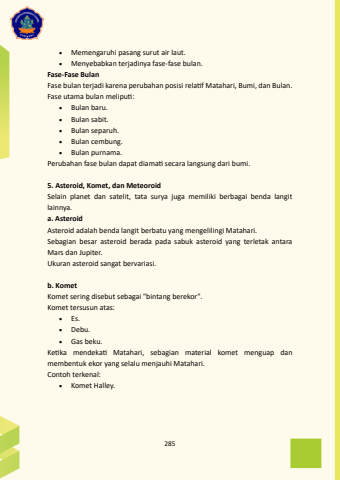 • Memengaruhi pasang surut air laut.
• Menyebabkan terjadinya fase-fase bulan.
Fase-Fase Bulan
Fase bulan terjadi karena perubahan posisi relatif Matahari, Bumi, dan Bulan.
Fase utama bulan meliputi:
• Bulan baru.
• Bulan sabit.
• Bulan separuh.
• Bulan cembung.
• Bulan purnama.
Perubahan fase bulan dapat diamati secara langsung dari bumi.
5. Asteroid, Komet, dan Meteoroid
Selain planet dan satelit, tata surya juga memiliki berbagai benda langit
lainnya.
a. Asteroid
Asteroid adalah benda langit berbatu yang mengelilingi Matahari.
Sebagian besar asteroid berada pada sabuk asteroid yang terletak antara
Mars dan Jupiter.
Ukuran asteroid sangat bervariasi.
b. Komet
Komet sering disebut sebagai "bintang berekor".
Komet tersusun atas:
• Es.
• Debu.
• Gas beku.
Ketika mendekati Matahari, sebagian material komet menguap dan
membentuk ekor yang selalu menjauhi Matahari.
Contoh terkenal:
• Komet Halley.
285